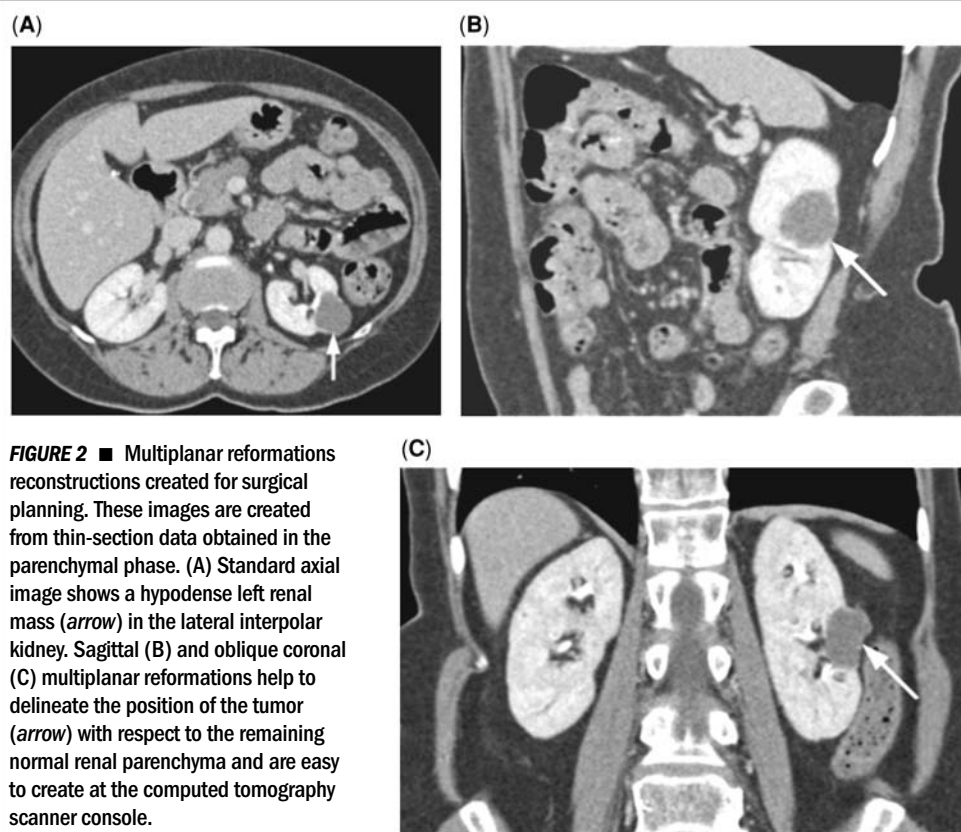 (A)
(B)
FIGURE 2 ■ Multiplanar reformations
reconstructions created for surgical
planning. These images are created
from thin-section data obtained in the
parenchymal phase. (A) Standard axial
image shows a hypodense left renal
mass (arrow) in the lateral interpolar
kidney. Sagittal (B) and oblique coronal
(C) multiplanar reformations help to
delineate the position of the tumor
(arrow) with respect to the remaining
normal renal parenchyma and are easy
to create at the computed tomography
scanner console.
(C)